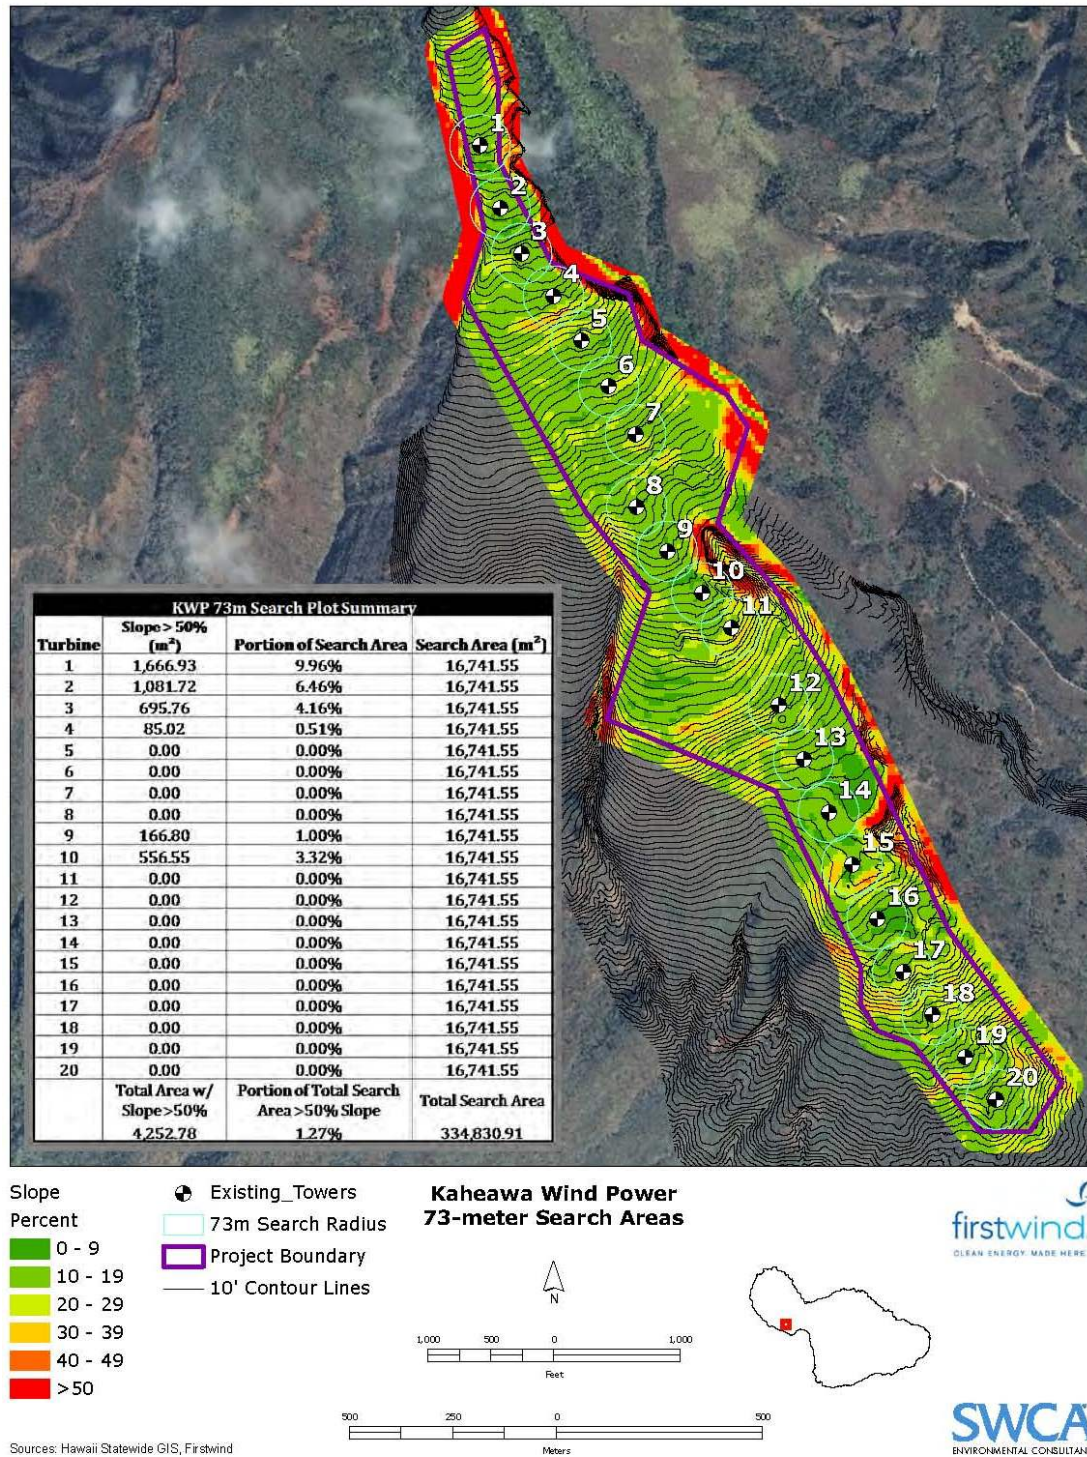 1
2
3
4
5
6
7
8
9
10
11
12
13
14
15
16
17
18
19
20
KWP 73m Search Plot Summary
Turbine Slope > 50% (m²) Portion of Search Area Search Area (m²)
1 1,666.93 9.96% 16,741.55
2 1,081.72 6.46% 16,741.55
3 695.76 4.16% 16,741.55
4 85.02 0.51% 16,741.55
5 0.00 0.00% 16,741.55
6 0.00 0.00% 16,741.55
7 0.00 0.00% 16,741.55
8 0.00 0.00% 16,741.55
9 166.80 1.00% 16,741.55
10 556.55 3.32% 16,741.55
11 0.00 0.00% 16,741.55
12 0.00 0.00% 16,741.55
13 0.00 0.00% 16,741.55
14 0.00 0.00% 16,741.55
15 0.00 0.00% 16,741.55
16 0.00 0.00% 16,741.55
17 0.00 0.00% 16,741.55
18 0.00 0.00% 16,741.55
19 0.00 0.00% 16,741.55
20 0.00 0.00% 16,741.55
Total Area w/ Slope>50% Portion of Total Search Area >50% Slope Total Search Area
4,252.78 1.27% 334,830.91
Slope
Percent
0 - 9
10 - 19
20 - 29
30 - 39
40 - 49
>50
Existing_Towers
73m Search Radius
Project Boundary
10' Contour Lines
Kaheawa Wind Power
73-meter Search Areas
N
1,000 500 0 1,000
Feet
500 250 0 500
Meters
firstwind
CLEAN ENERGY. MADE HERE
SWCA
ENVIRONMENTAL CONSULTAN
Sources: Hawaii Statewide GIS, Firstwind